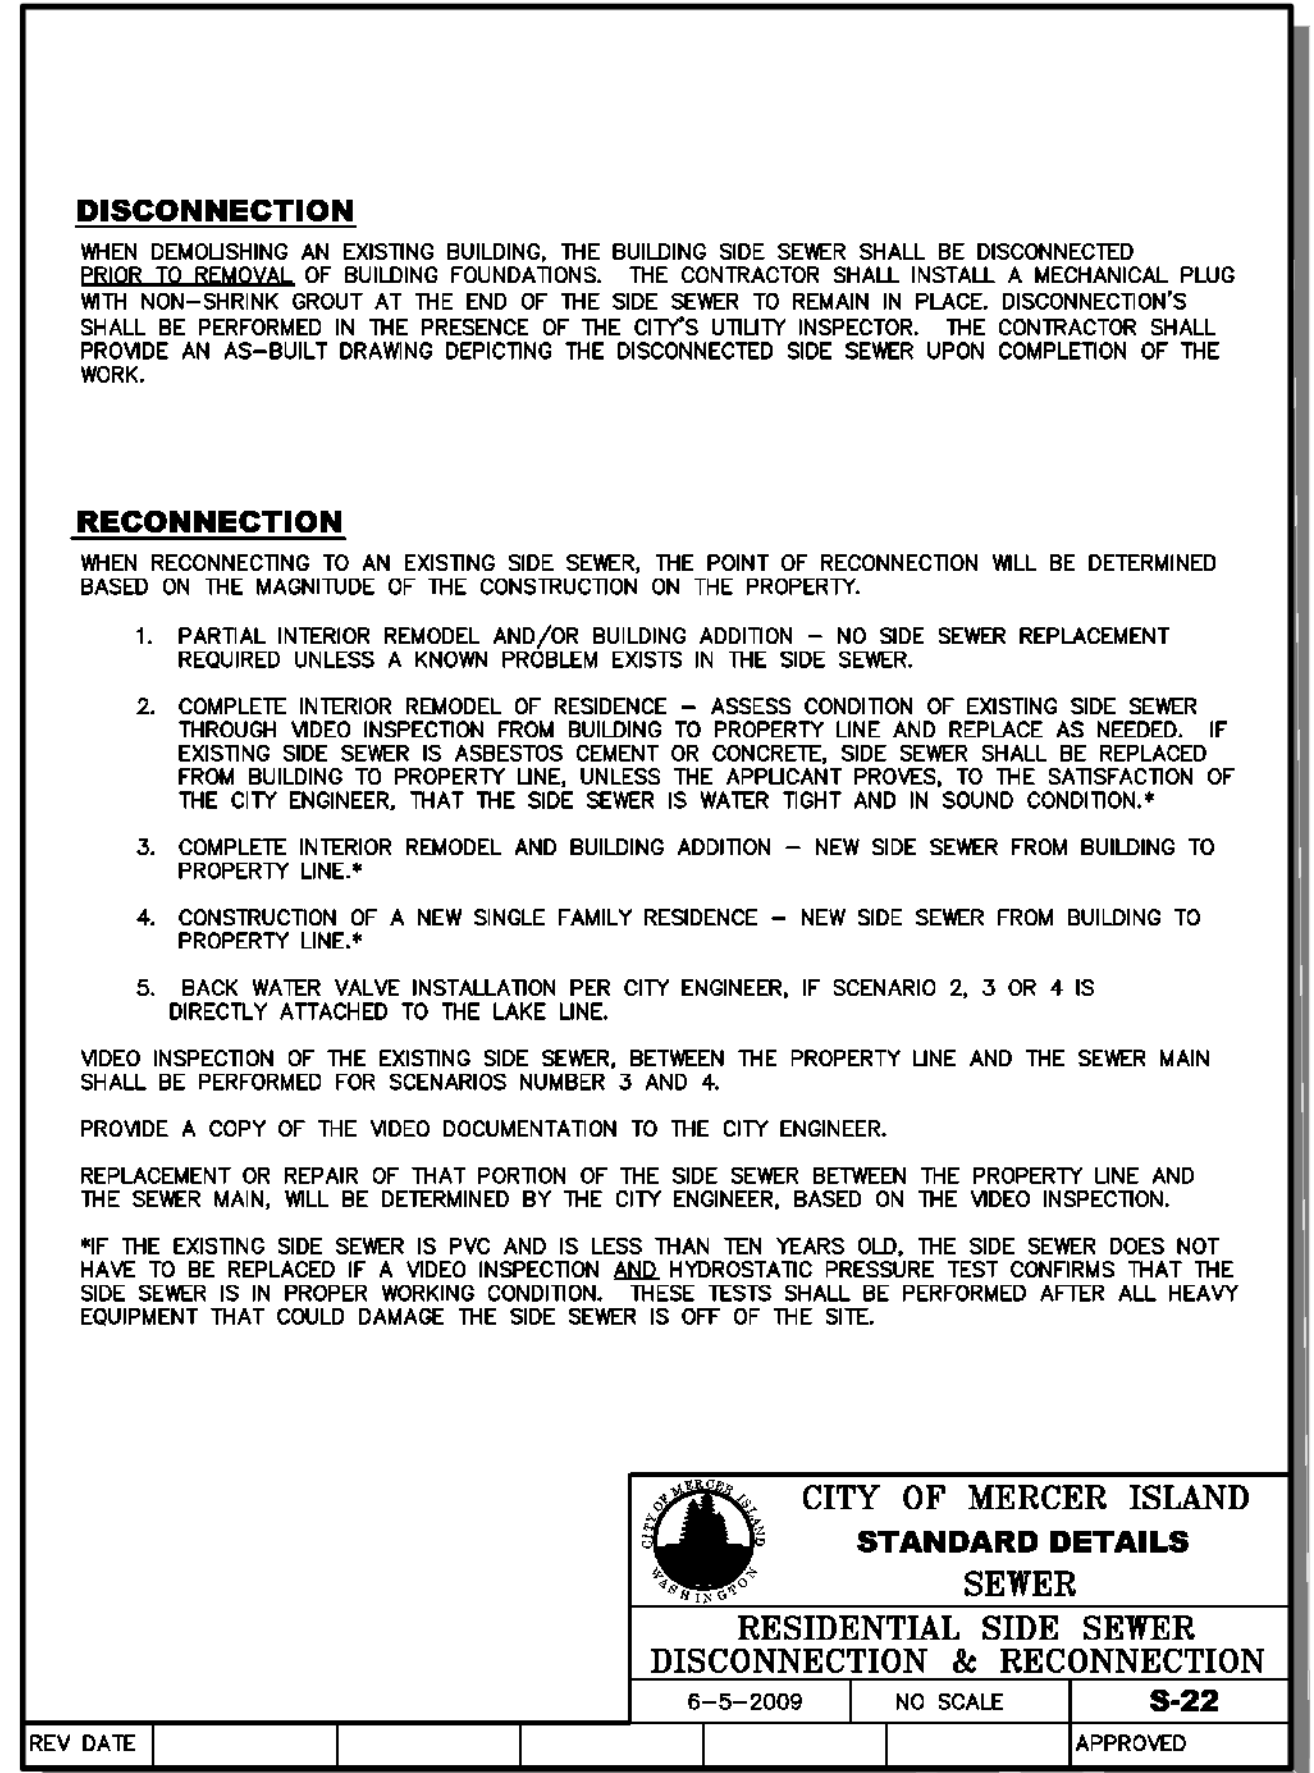 DISCONNECTION
WHEN DEMOLISHING AN EXISTING BUILDING, THE BUILDING SIDE SEWER SHALL BE DISCONNECTED
PRIOR TO REMOVAL OF BUILDING FOUNDATIONS. THE CONTRACTOR SHALL INSTALL A MECHANICAL PLUG
WITH NON-SHRINK GROUT AT THE END OF THE SIDE SEWER TO REMAIN IN PLACE. DISCONNECTION'S
SHALL BE PERFORMED IN THE PRESENCE OF THE CITY'S UTILITY INSPECTOR. THE CONTRACTOR SHALL
PROVIDE AN AS-BUILT DRAWING DEPICTING THE DISCONNECTED SIDE SEWER UPON COMPLETION OF THE
WORK.
RECONNECTION
WHEN RECONNECTING TO AN EXISTING SIDE SEWER, THE POINT OF RECONNECTION WILL BE DETERMINED
BASED ON THE MAGNITUDE OF THE CONSTRUCTION ON THE PROPERTY.
1. PARTIAL INTERIOR REMODEL AND/OR BUILDING ADDITION - NO SIDE SEWER REPLACEMENT
REQUIRED UNLESS A KNOWN PROBLEM EXISTS IN THE SIDE SEWER.
2. COMPLETE INTERIOR REMODEL OF RESIDENCE - ASSESS CONDITION OF EXISTING SIDE SEWER
THROUGH VIDEO INSPECTION FROM BUILDING TO PROPERTY LINE AND REPLACE AS NEEDED. IF
EXISTING SIDE SEWER IS ASBESTOS CEMENT OR CONCRETE, SIDE SEWER SHALL BE REPLACED
FROM BUILDING TO PROPERTY LINE, UNLESS THE APPLICANT PROVES, TO THE SATISFACTION OF
THE CITY ENGINEER, THAT THE SIDE SEWER IS WATER TIGHT AND IN SOUND CONDITION.*
3. COMPLETE INTERIOR REMODEL AND BUILDING ADDITION - NEW SIDE SEWER FROM BUILDING TO
PROPERTY LINE.*
4. CONSTRUCTION OF A NEW SINGLE FAMILY RESIDENCE - NEW SIDE SEWER FROM BUILDING TO
PROPERTY LINE.*
5. BACK WATER VALVE INSTALLATION PER CITY ENGINEER, IF SCENARIO 2, 3 OR 4 IS
DIRECTLY ATTACHED TO THE LAKE LINE.
VIDEO INSPECTION OF THE EXISTING SIDE SEWER, BETWEEN THE PROPERTY LINE AND THE SEWER MAIN
SHALL BE PERFORMED FOR SCENARIOS NUMBER 3 AND 4.
PROVIDE A COPY OF THE VIDEO DOCUMENTATION TO THE CITY ENGINEER.
REPLACEMENT OR REPAIR OF THAT PORTION OF THE SIDE SEWER BETWEEN THE PROPERTY LINE AND
THE SEWER MAIN, WILL BE DETERMINED BY THE CITY ENGINEER, BASED ON THE VIDEO INSPECTION.
*IF THE EXISTING SIDE SEWER IS PVC AND IS LESS THAN TEN YEARS OLD, THE SIDE SEWER DOES NOT
HAVE TO BE REPLACED IF A VIDEO INSPECTION AND HYDROSTATIC PRESSURE TEST CONFIRMS THAT THE
SIDE SEWER IS IN PROPER WORKING CONDITION. THESE TESTS SHALL BE PERFORMED AFTER ALL HEAVY
EQUIPMENT THAT COULD DAMAGE THE SIDE SEWER IS OFF OF THE SITE.
CITY OF MERCER ISLAND
WASHINGTON
CITY OF MERCER ISLAND
STANDARD DETAILS
SEWER
RESIDENTIAL SIDE SEWER
DISCONNECTION & RECONNECTION
6-5-2009 NO SCALE S-22
REV DATE APPROVED